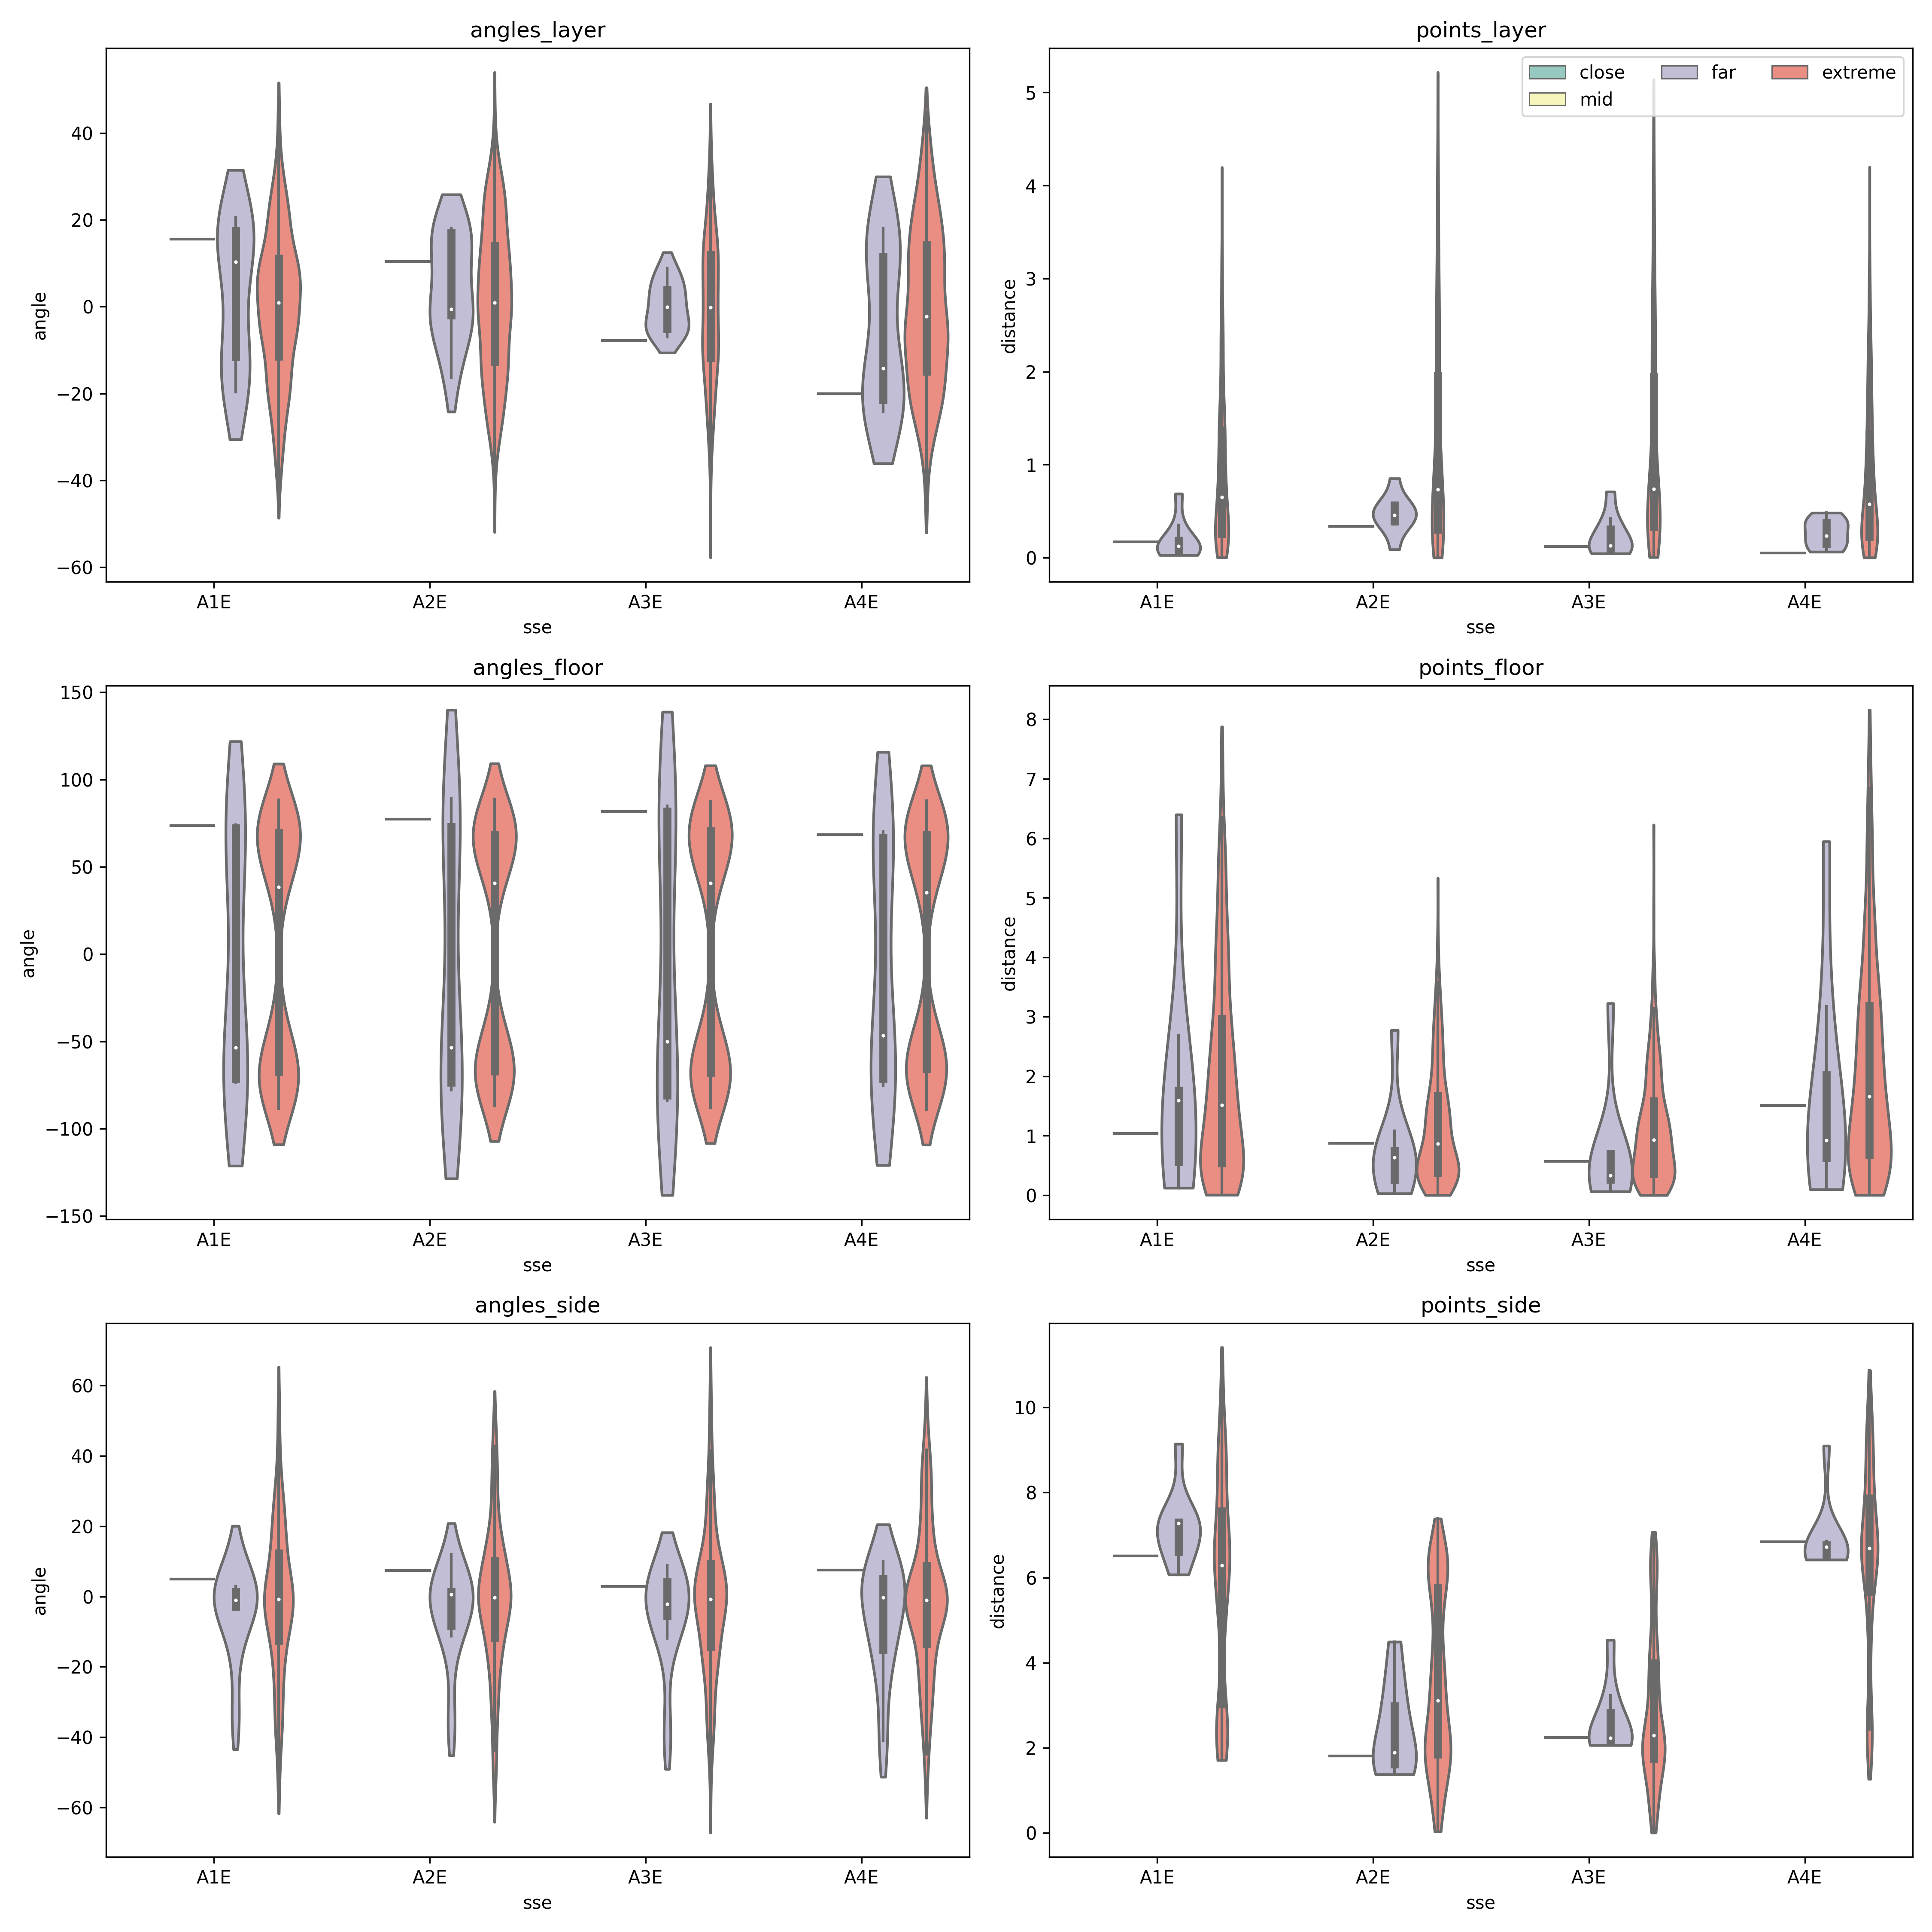 angles_layer
angle
40
20
0
−20
−40
−60
A1E A2E A3E A4E
sse
points_layer
close far extreme
mid
distance
5
4
3
2
1
0
A1E A2E A3E A4E
sse
angles_floor
angle
150
100
50
0
−50
−100
−150
A1E A2E A3E A4E
sse
points_floor
distance
8
7
6
5
4
3
2
1
0
A1E A2E A3E A4E
sse
angles_side
angle
60
40
20
0
−20
−40
−60
A1E A2E A3E A4E
sse
points_side
distance
10
8
6
4
2
0
A1E A2E A3E A4E
sse